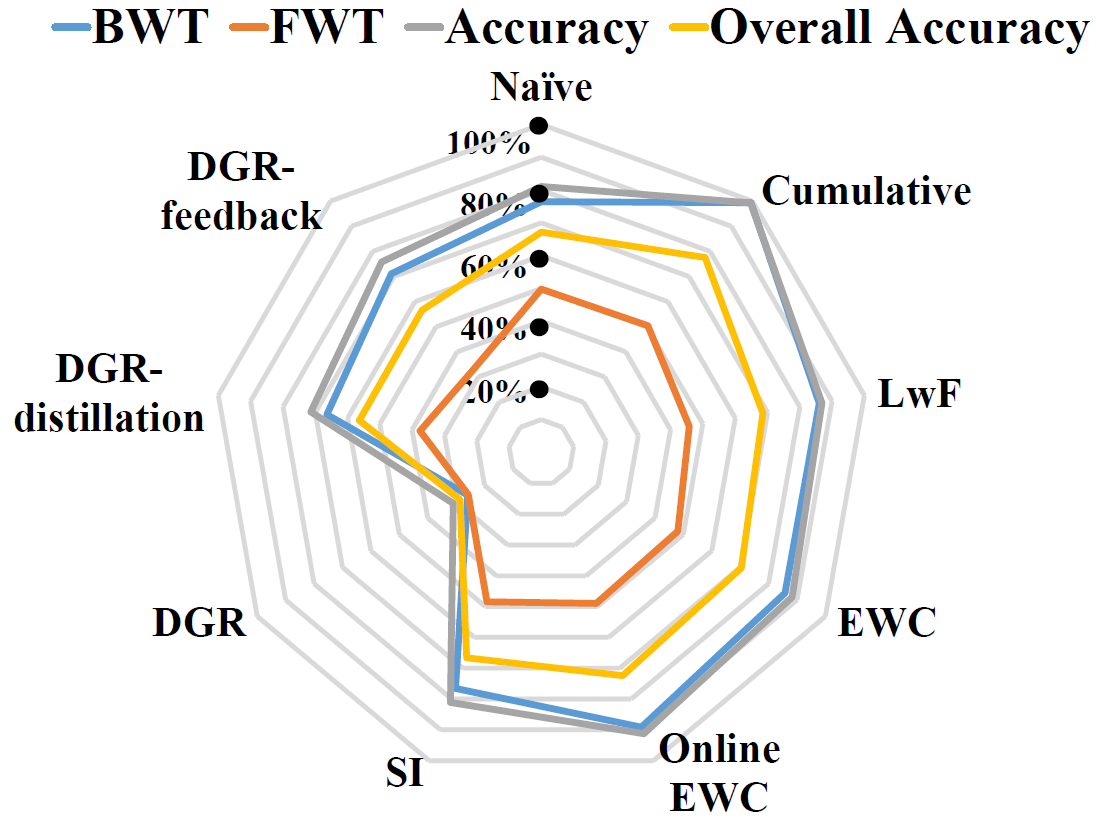 BWT FWT Accuracy Overall Accuracy
Naïve
100%
DGR-
feedback
Cumulative
80%
60%
40%
DGR-
distillation
LwF
20%
DGR
EWC
Online
EWC
SI